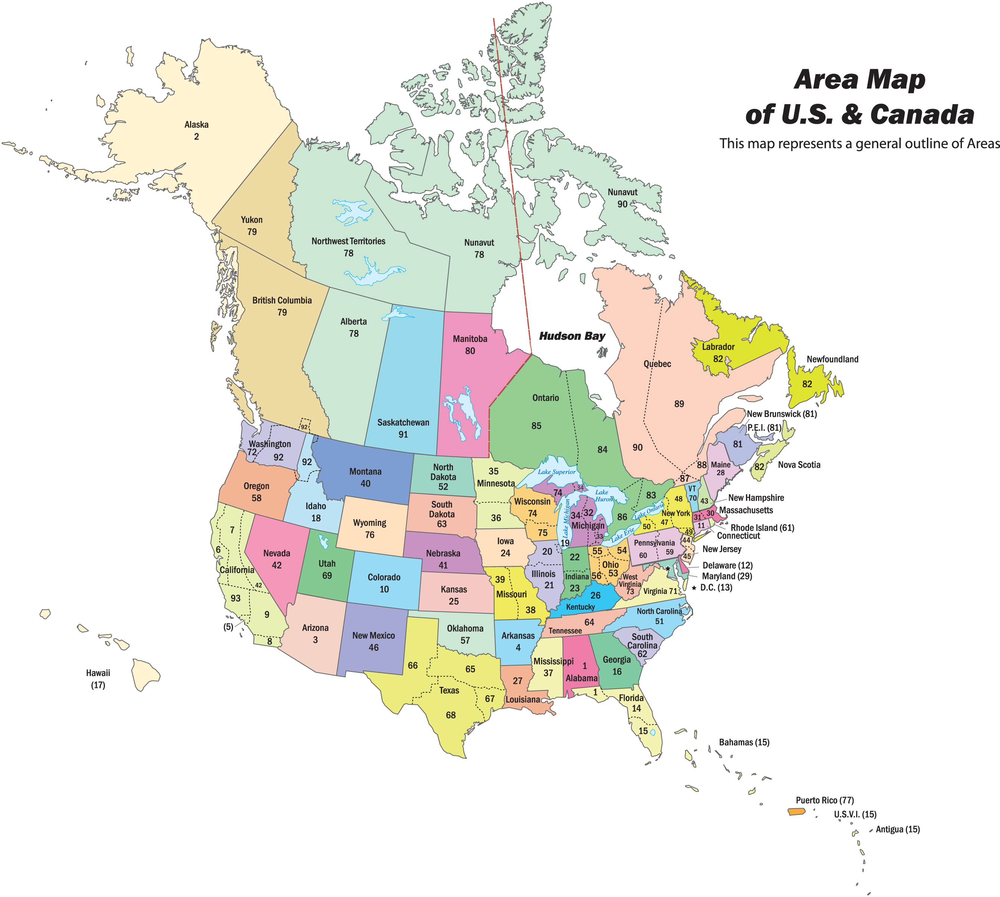 Area Map
of U.S. & Canada
This map represents a general outline of Areas
Alaska
2
Yukon
79
Northwest Territories
78
Nunavut
78
Nunavut
90
British Columbia
79
Alberta
78
Saskatchewan
91
Manitoba
80
Hudson Bay
Ontario
85
84
83
86
Quebec
89
90
88
87
Labrador
82
Newfoundland
82
New Brunswick (81)
P.E.I. (81)
81
82
Nova Scotia
Maine
28
92
Washington
72
92
92
Oregon
58
Idaho
18
Montana
40
North
Dakota
52
South
Dakota
63
35
Minnesota
36
Lake Superior
74
34
Wisconsin
74
75
Lake Michigan
19
Lake
Huron
34
32
Michigan
33
Lake Ontario
Lake Erie
48
New York
47
50
49
VT
70
43
New Hampshire
Massachusetts
31
30
11
Rhode Island (61)
Connecticut
44
New Jersey
45
Pennsylvania
60
59
Delaware (12)
Maryland (29)
D.C. (13)
7
6
California
42
93
9
(5)
8
Nevada
42
Utah
69
Wyoming
76
Colorado
10
Nebraska
41
Kansas
25
Iowa
24
39
Missouri
38
20
Illinois
21
22
Indiana
23
55
54
Ohio
53
56
West
Virginia
73
Virginia 71
26
Kentucky
64
Tennessee
North Carolina
51
South
Carolina
62
Arizona
3
New Mexico
46
Oklahoma
57
Arkansas
4
66
65
Texas
67
68
27
Louisiana
Mississippi
37
1
Alabama
Georgia
16
1
Florida
14
15
Hawaii
(17)
Bahamas (15)
Puerto Rico (77)
U.S.V.I. (15)
Antigua (15)